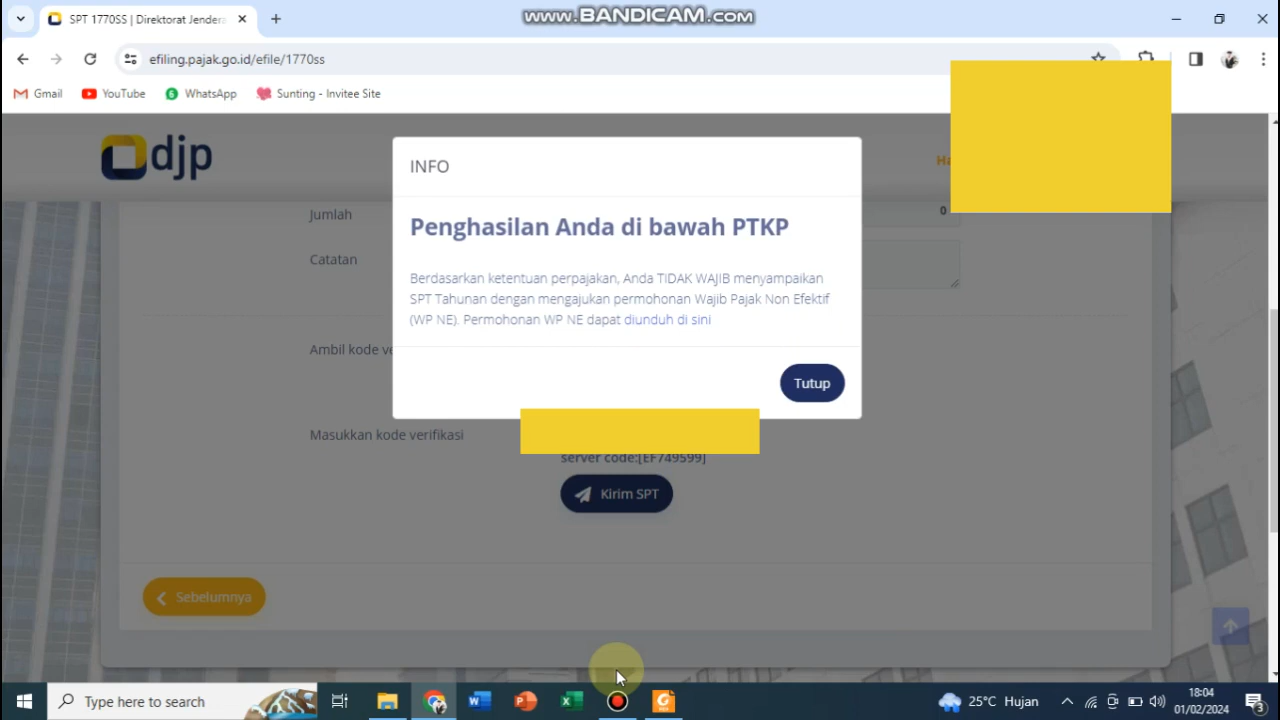 www.BANDICAM.com
SPT 1770SS | Direktorat Jendera
efiling.pajak.go.id/efile/1770ss
Gmail YouTube WhatsApp Sunting - Invitee Site
djp
INFO
Penghasilan Anda di bawah PTKP
Berdasarkan ketentuan perpajakan, Anda TIDAK WAJIB menyampaikan
SPT Tahunan dengan mengajukan permohonan Wajib Pajak Non Efektif
(WP NE). Permohonan WP NE dapat diunduh di sini
Tutup
Jumlah 0
Catatan
Ambil kode ve
Masukkan kode verifikasi
server code:[EF749599]
Kirim SPT
Sebelumnya
Type here to search
25°C Hujan
18:04
01/02/2024
3